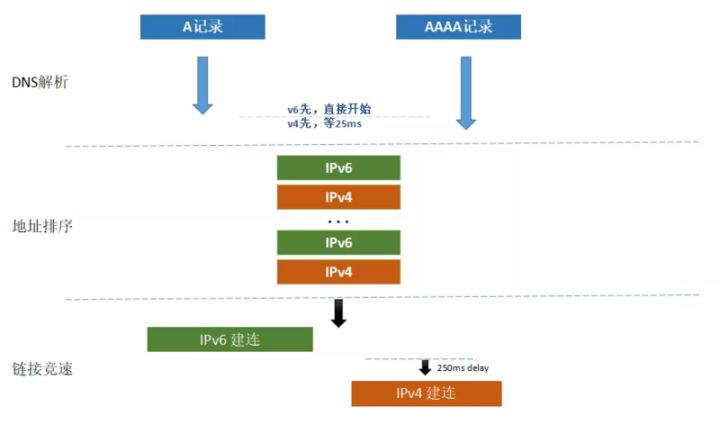 A记录
AAAA记录
DNS解析
v6先，直接开始
v4先，等25ms
IPv6
IPv4
...
地址排序
IPv6
IPv4
IPv6 建连
链接竞速
250ms delay
IPv4 建连